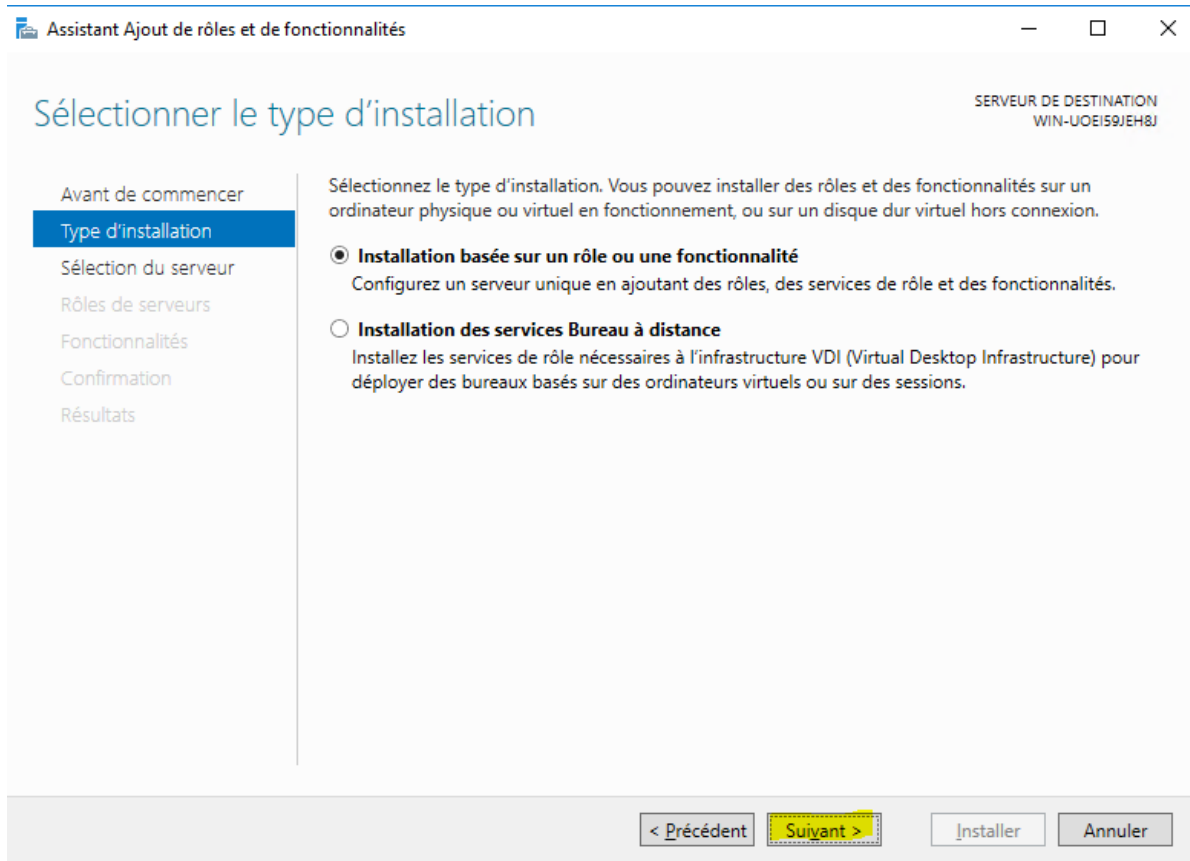 Assistant Ajout de rôles et de fonctionnalités
Sélectionner le type d'installation
SERVEUR DE DESTINATION
WIN-UOEI59JEH8J
Avant de commencer
Type d'installation
Sélection du serveur
Rôles de serveurs
Fonctionnalités
Confirmation
Résultats
Sélectionnez le type d'installation. Vous pouvez installer des rôles et des fonctionnalités sur un
ordinateur physique ou virtuel en fonctionnement, ou sur un disque dur virtuel hors connexion.
Installation basée sur un rôle ou une fonctionnalité
Configurez un serveur unique en ajoutant des rôles, des services de rôle et des fonctionnalités.
Installation des services Bureau à distance
Installez les services de rôle nécessaires à l'infrastructure VDI (Virtual Desktop Infrastructure) pour
déployer des bureaux basés sur des ordinateurs virtuels ou sur des sessions.
< Précédent
Suivant >
Installer
Annuler